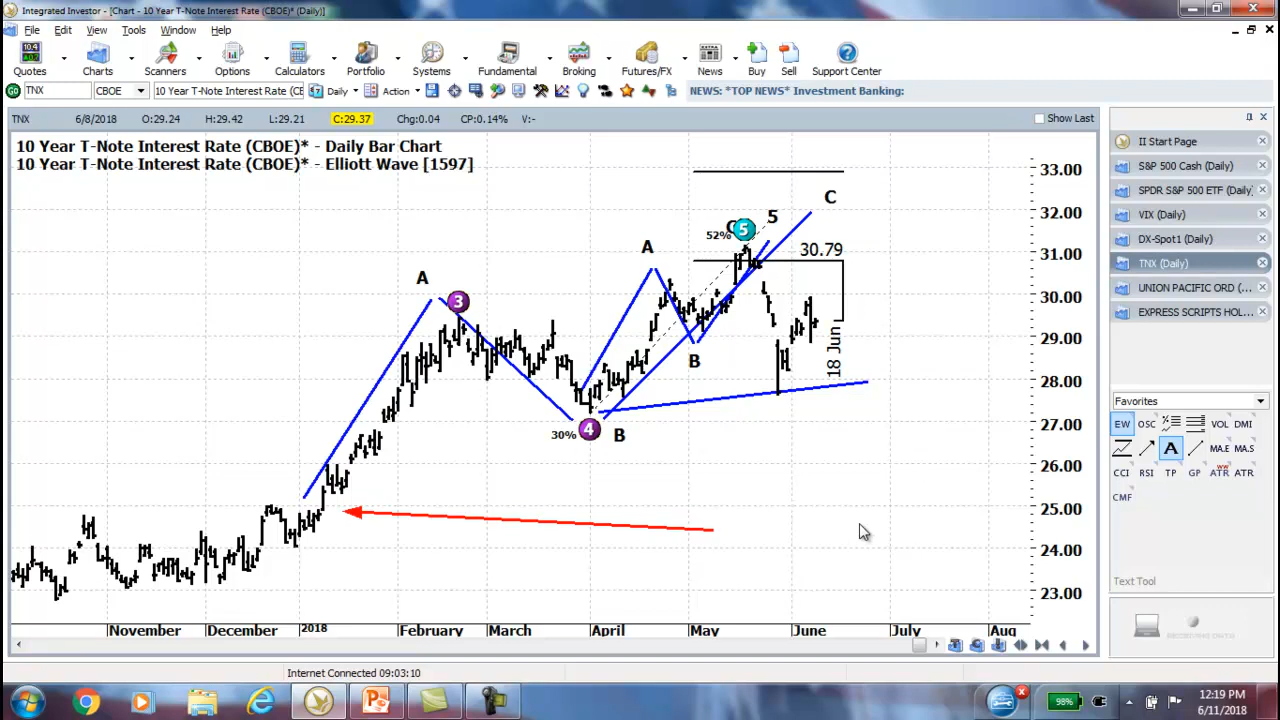 Integrated Investor - [Chart - 10 Year T-Note Interest Rate (CBOE)* (Daily)]
File Edit View Tools Window Help
Quotes Charts Scanners Options Calculators Portfolio Systems Fundamental Broking Futures/FX News Buy Sell Support Center
GO TNX CBOE 10 Year T-Note Interest Rate (CE Daily Action NEWS: *TOP NEWS* Investment Banking:
TNX 6/8/2018 O:29.24 H:29.42 L:29.21 C:29.37 Chg:0.04 CP:0.14% V:- Show Last
10 Year T-Note Interest Rate (CBOE)* - Daily Bar Chart
10 Year T-Note Interest Rate (CBOE)* - Elliott Wave [1597]
33.00
32.00
31.00
30.00
29.00
28.00
27.00
26.00
25.00
24.00
23.00
A
3
4
30%
B
A
B
52%
C
5
5
C
30.79
18 Jun
November December 2018 February March April May June July Aug
II Start Page
S&P 500 Cash (Daily)
SPDR S&P 500 ETF (Daily)
VIX (Daily)
DX-Spot1 (Daily)
TNX (Daily)
UNION PACIFIC ORD (...
EXPRESS SCRIPTS HOL...
Favorites
EW OSC VOL DMI
A MA.E MA.S
CCI RSI TP GP ATR ATR
CMF
Text Tool
RECORDING DATA
Internet Connected 09:03:10
98%
12:19 PM
6/11/2018